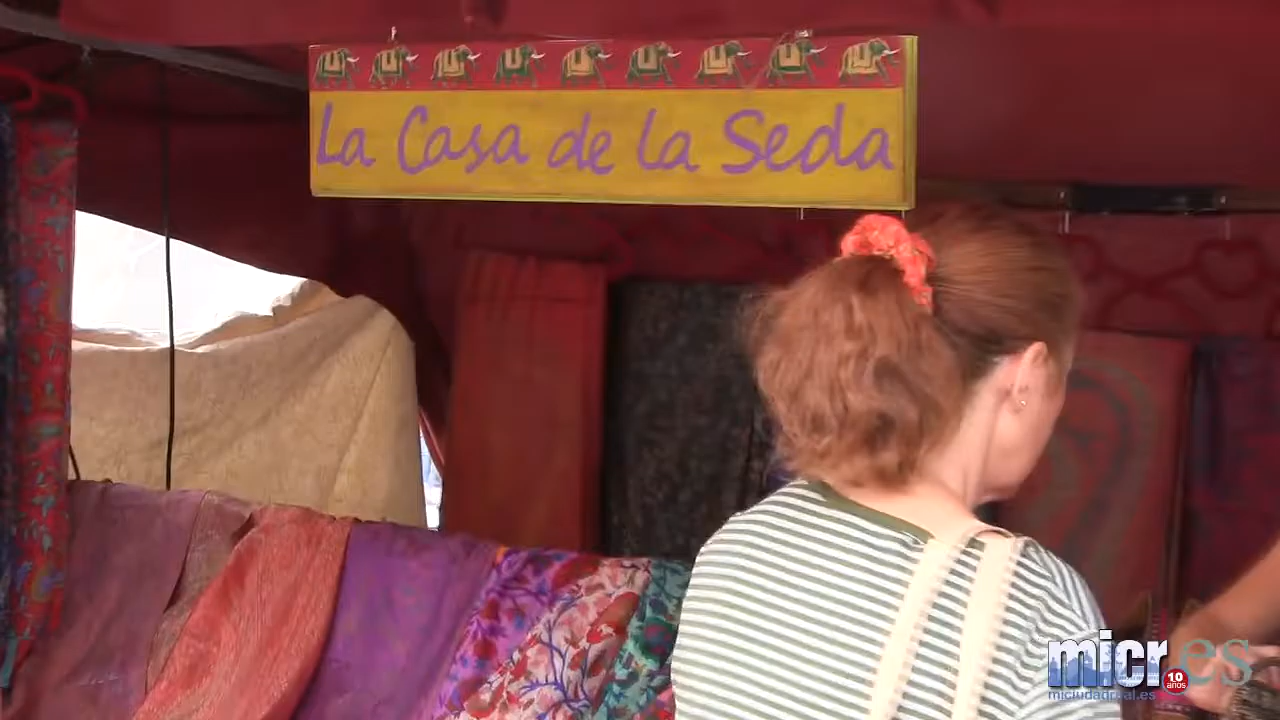 La Casa de la Seda
micr.es
10
años
miciudadreal.es